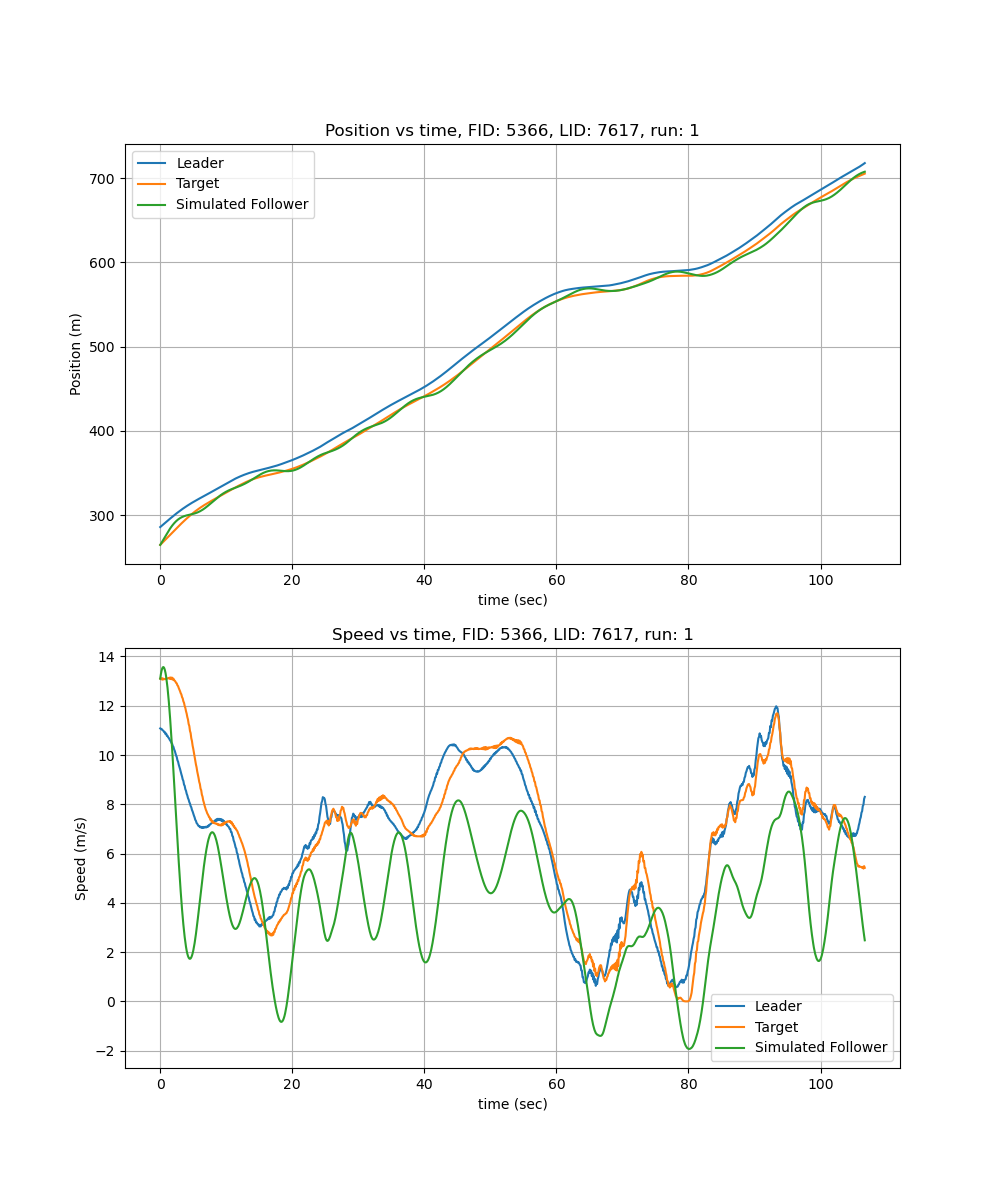 Position vs time, FID: 5366, LID: 7617, run: 1
Leader
Target
Simulated Follower
700
600
500
400
300
Position (m)
0 20 40 60 80 100
time (sec)
Speed vs time, FID: 5366, LID: 7617, run: 1
14
12
10
8
6
4
2
0
−2
Speed (m/s)
Leader
Target
Simulated Follower
0 20 40 60 80 100
time (sec)